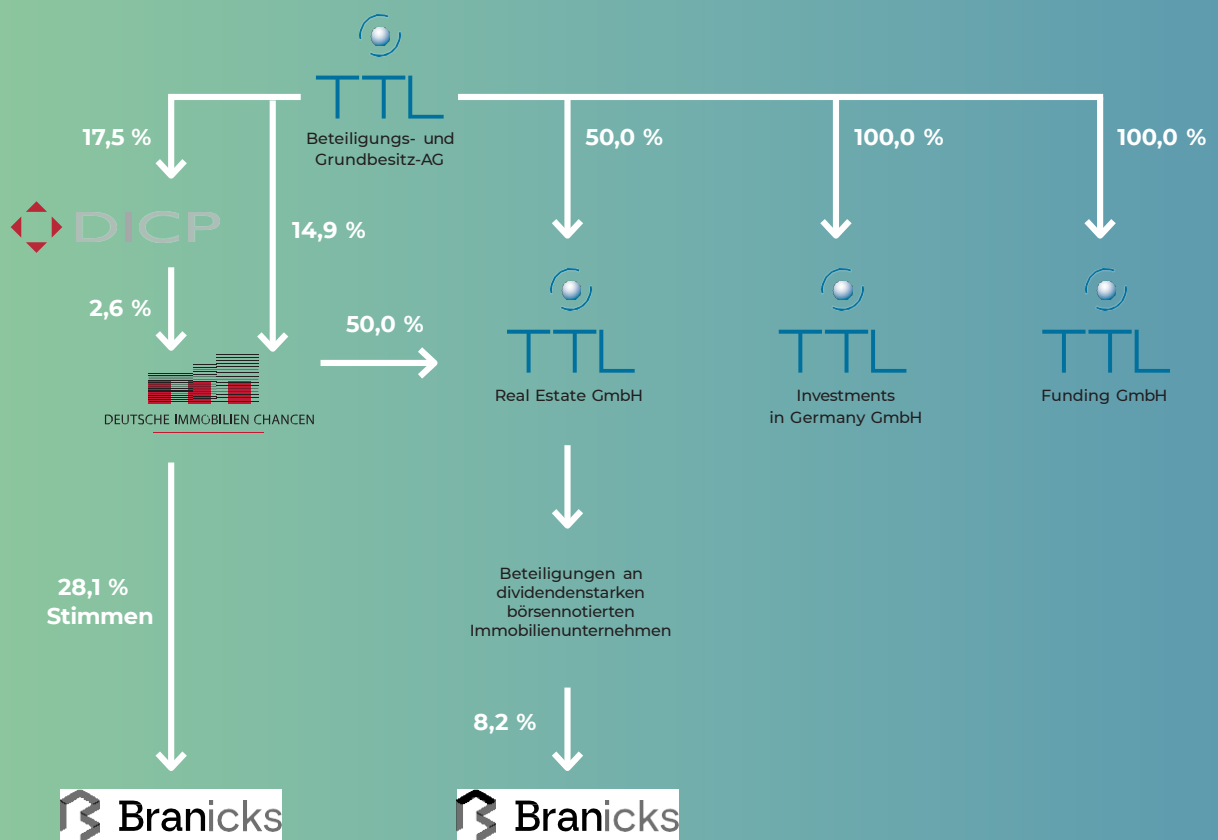 TTL
Beteiligungs- und
Grundbesitz-AG
17,5 %
50,0 %
100,0 %
100,0 %
DICP
14,9 %
2,6 %
50,0 %
DEUTSCHE IMMOBILIEN CHANCEN
TTL
Real Estate GmbH
TTL
Investments
in Germany GmbH
TTL
Funding GmbH
28,1 %
Stimmen
Beteiligungen an
dividendenstarken
börsennotierten
Immobilienunternehmen
8,2 %
Branicks
Branicks